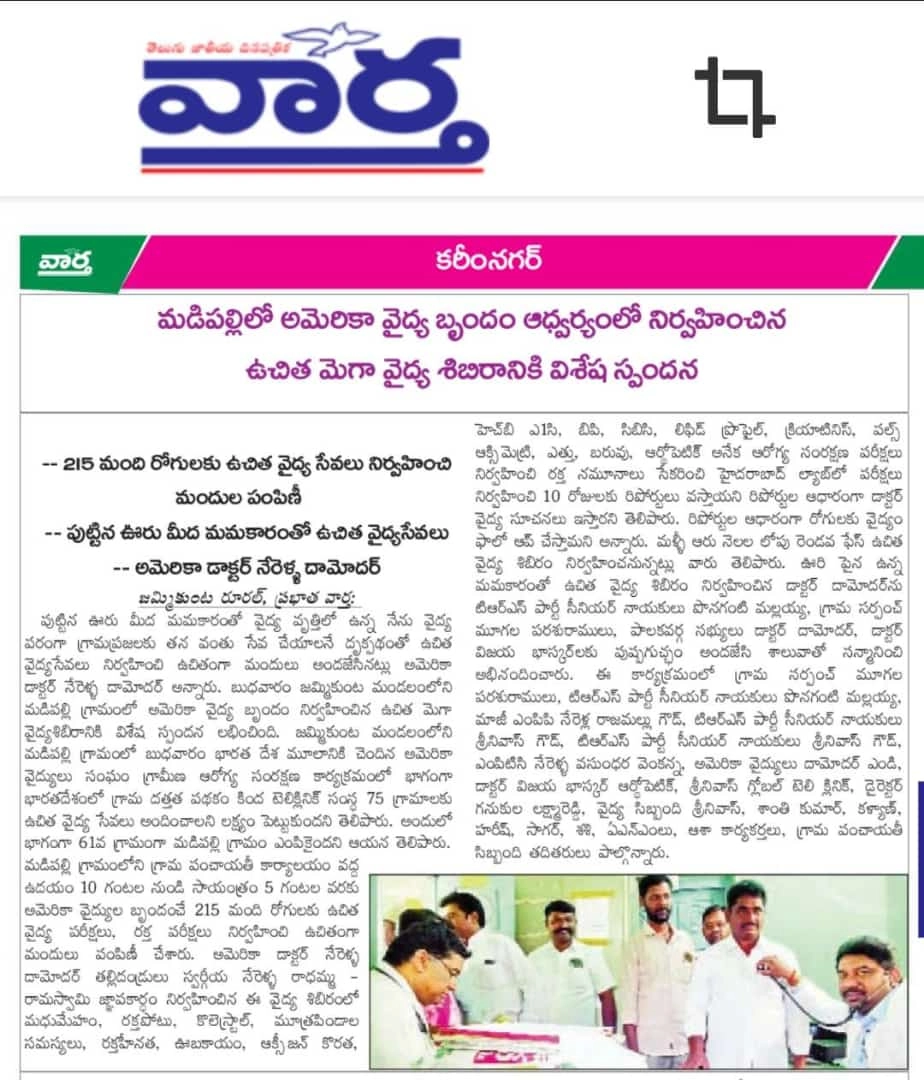 తెలుగు జాతీయ దినపత్రిక
వార్త
వార్త
కరీంనగర్
మడిపల్లిలో అమెరికా వైద్య బృందం ఆధ్వర్యంలో నిర్వహించిన
ఉచిత మెగా వైద్య శిబిరానికి విశేష స్పందన
-- 215 మంది రోగులకు ఉచిత వైద్య సేవలు నిర్వహించి
మందుల పంపిణీ
-- పుట్టిన ఊరు మీద మమకారంతో ఉచిత వైద్యసేవలు
-- అమెరికా డాక్టర్ నేరెళ్ళ దామోదర్
జమ్మికుంట రూరల్, ప్రభాత వార్త:
పుట్టిన ఊరు మీద మమకారంతో వైద్య వృత్తిలో ఉన్న నేను వైద్య
పరంగా గ్రామప్రజలకు తన వంతు సేవ చేయాలనే దృక్పథంతో ఉచిత
వైద్యసేవలు నిర్వహించి ఉచితంగా మందులు అందజేసినట్లు అమెరికా
డాక్టర్ నేరెళ్ళ దామోదర్ అన్నారు. బుధవారం జమ్మికుంట మండలంలోని
మడిపల్లి గ్రామంలో అమెరికా వైద్య బృందం నిర్వహించిన ఉచిత మెగా
వైద్యశిబిరానికి విశేష స్పందన లభించింది. జమ్మికుంట మండలంలోని
మడిపల్లి గ్రామంలో బుధవారం భారత దేశ మూలానికి చెందిన అమెరికా
వైద్యులు సంఘం గ్రామీణ ఆరోగ్య సంరక్షణ కార్యక్రమంలో భాగంగా
భారతదేశంలో గ్రామ దత్తత పథకం కింద టెలిక్లినిక్ సంస్థ 75 గ్రామాలకు
ఉచిత వైద్య సేవలు అందించాలని లక్ష్యం పెట్టుకుందని తెలిపారు. అందులో
భాగంగా 61వ గ్రామంగా మడిపల్లి గ్రామం ఎంపికైందని ఆయన తెలిపారు.
మడిపల్లి గ్రామంలోని గ్రామ పంచాయతీ కార్యాలయం వద్ద
ఉదయం 10 గంటల నుండి సాయంత్రం 5 గంటల వరకు
అమెరికా వైద్యుల బృందంచే 215 మంది రోగులకు ఉచిత
వైద్య పరీక్షలు, రక్త పరీక్షలు నిర్వహించి ఉచితంగా
మందులు పంపిణీ చేశారు. అమెరికా డాక్టర్ నేరెళ్ళ
దామోదర్ తల్లిదండ్రులు స్వర్గీయ నేరెళ్ళ రాధమ్మ -
రామస్వామి జ్ఞాపకార్థం నిర్వహించిన ఈ వైద్య శిబిరంలో
మధుమేహం, రక్తపోటు, కొలెస్ట్రాల్, మూత్రపిండాల
సమస్యలు, రక్తహీనత, ఊబకాయం, ఆక్సీజన్ కొరత,
హెచ్‌బి ఎ1సి, బిపి, సిబిసి, లిఫిడ్ ప్రొఫైల్, క్రియాటినిన్, పల్స్
ఆక్సిమెట్రి, ఎత్తు, బరువు, ఆర్థోపెటిక్ అనేక ఆరోగ్య సంరక్షణ పరీక్షలు
నిర్వహించి రక్త నమూనాలు సేకరించి హైదరాబాద్ ల్యాబ్‌లో పరీక్షలు
నిర్వహించి 10 రోజులకు రిపోర్టులు వస్తాయని రిపోర్టుల ఆధారంగా డాక్టర్
వైద్య సూచనలు ఇస్తారని తెలిపారు. రిపోర్టుల ఆధారంగా రోగులకు వైద్యం
ఫాలో ఆప్ చేస్తామని అన్నారు. మళ్ళీ ఆరు నెలల లోపు రెండవ ఫేస్ ఉచిత
వైద్య శిబిరం నిర్వహించనున్నట్లు వారు తెలిపారు. ఊరి పైన ఉన్న
మమకారంతో ఉచిత వైద్య శిబిరం నిర్వహించిన డాక్టర్ దామోదర్‌ను
టిఆర్ఎస్ పార్టీ సీనియర్ నాయకులు పొనగంటి మల్లయ్య, గ్రామ సర్పంచ్
మూగల పరశురాములు, పాలకవర్గ సభ్యులు డాక్టర్ దామోదర్, డాక్టర్
విజయ భాస్కర్‌లకు పుష్పగుచ్ఛం అందజేసి శాలువాతో సన్మానించి
అభినందించారు. ఈ కార్యక్రమంలో గ్రామ సర్పంచ్ మూగల
పరశురాములు, టిఆర్ఎస్ పార్టీ సీనియర్ నాయకులు పొనగంటి మల్లయ్య,
మాజీ ఎంపిపి నేరెళ్ల రాజమల్లు గౌడ్, టిఆర్ఎస్ పార్టీ సీనియర్ నాయకులు
శ్రీనివాస్ గౌడ్, టిఆర్ఎస్ పార్టీ సీనియర్ నాయకులు శ్రీనివాస్ గౌడ్,
ఎంపిటిసి నేరెళ్ళ వసుంధర వెంకన్న, అమెరికా వైద్యులు దామోదర్ ఎండి,
డాక్టర్ విజయ భాస్కర్ ఆర్థోపెటిక్, శ్రీనివాస్ గ్లోబల్ టెలి క్లినిక్, డైరెక్టర్
గనుకుల లక్ష్మారెడ్డి, వైద్య సిబ్బంది శ్రీనివాస్, శాంతి కుమార్, కళ్యాణ్,
హరీష్, సాగర్, శశి, ఏఎన్ఎంలు, ఆశా కార్యకర్తలు, గ్రామ పంచాయతీ
సిబ్బంది తదితరులు పాల్గొన్నారు.